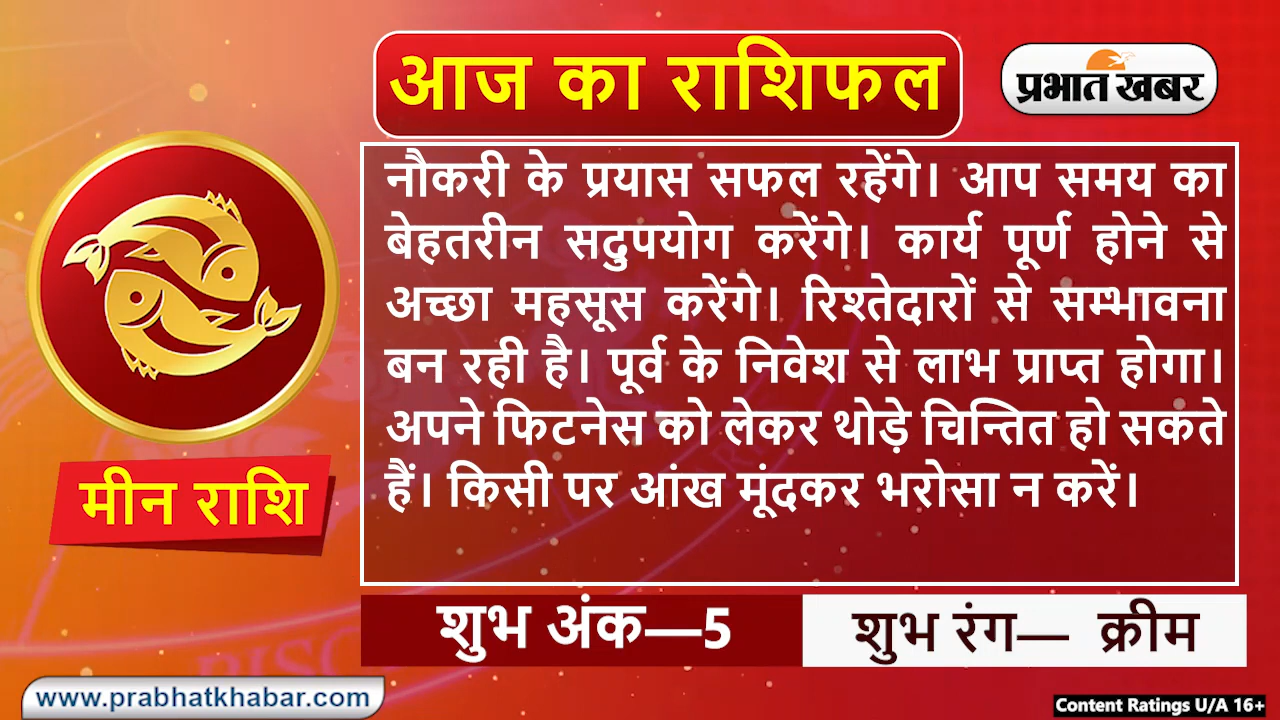 आज का राशिफल
प्रभात खबर
नौकरी के प्रयास सफल रहेंगे। आप समय का
बेहतरीन सदुपयोग करेंगे। कार्य पूर्ण होने से
अच्छा महसूस करेंगे। रिश्तेदारों से सम्भावना
बन रही है। पूर्व के निवेश से लाभ प्राप्त होगा।
अपने फिटनेस को लेकर थोड़े चिन्तित हो सकते
हैं। किसी पर आंख मूंदकर भरोसा न करें।
मीन राशि
शुभ अंक—5
शुभ रंग— क्रीम
www.prabhatkhabar.com
Content Ratings U/A 16+